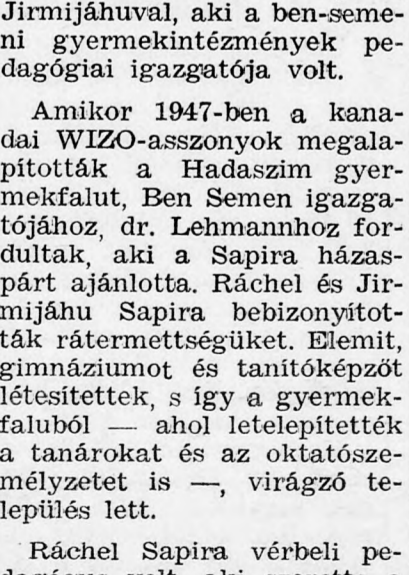 Jirmijáhuval, aki a ben-seme-
ni gyermekintézmények pe-
dagógiai igazgatója volt.
Amikor 1947-ben a kana-
dai WIZO-asszonyok megala-
pították a Hadaszim gyer-
mekfalut, Ben Semen igazga-
tójához, dr. Lehmannhoz for-
dultak, aki a Sapira házas-
párt ajánlotta. Ráchel és Jir-
mijáhu Sapira bebizonyítot-
ták rátermettségüket. Elemit,
gimnáziumot és tanítóképzőt
létesítettek, s így a gyermek-
faluból — ahol letelepítették
a tanárokat és az oktatósze-
mélyzetet is —, virágzó te-
lepülés lett.
Ráchel Sapira vérbeli pe-